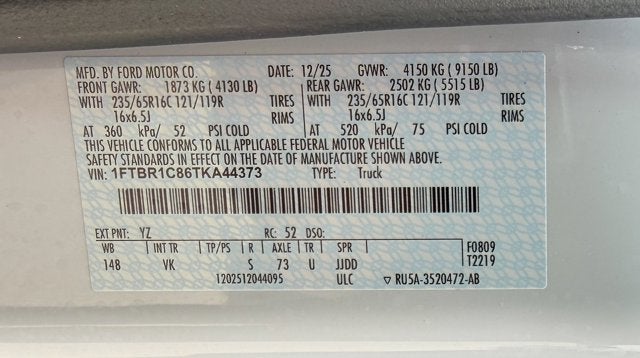 MFD. BY FORD MOTOR CO. DATE: 12/25 GVWR: 4150 KG ( 9150 LB)
FRONT GAWR: 1873 KG ( 4130 LB) REAR GAWR: 2502 KG ( 5515 LB)
WITH 235/65R16C 121/119R TIRES WITH 235/65R16C 121/119R TIRES
16x6.5J RIMS 16x6.5J RIMS
AT 360 kPa/ 52 PSI COLD AT 520 kPa/ 75 PSI COLD
THIS VEHICLE CONFORMS TO ALL APPLICABLE FEDERAL MOTOR VEHICLE
SAFETY STANDARDS IN EFFECT ON THE DATE OF MANUFACTURE SHOWN ABOVE.
VIN: 1FTBR1C86TKA44373 TYPE: Truck
EXT PNT: YZ RC: 52 DSO:
WB INT TR TP/PS R AXLE TR SPR F0809
148 VK S 73 U JJDD T2219
1202512044095 ULC ▽ RU5A-3520472-AB